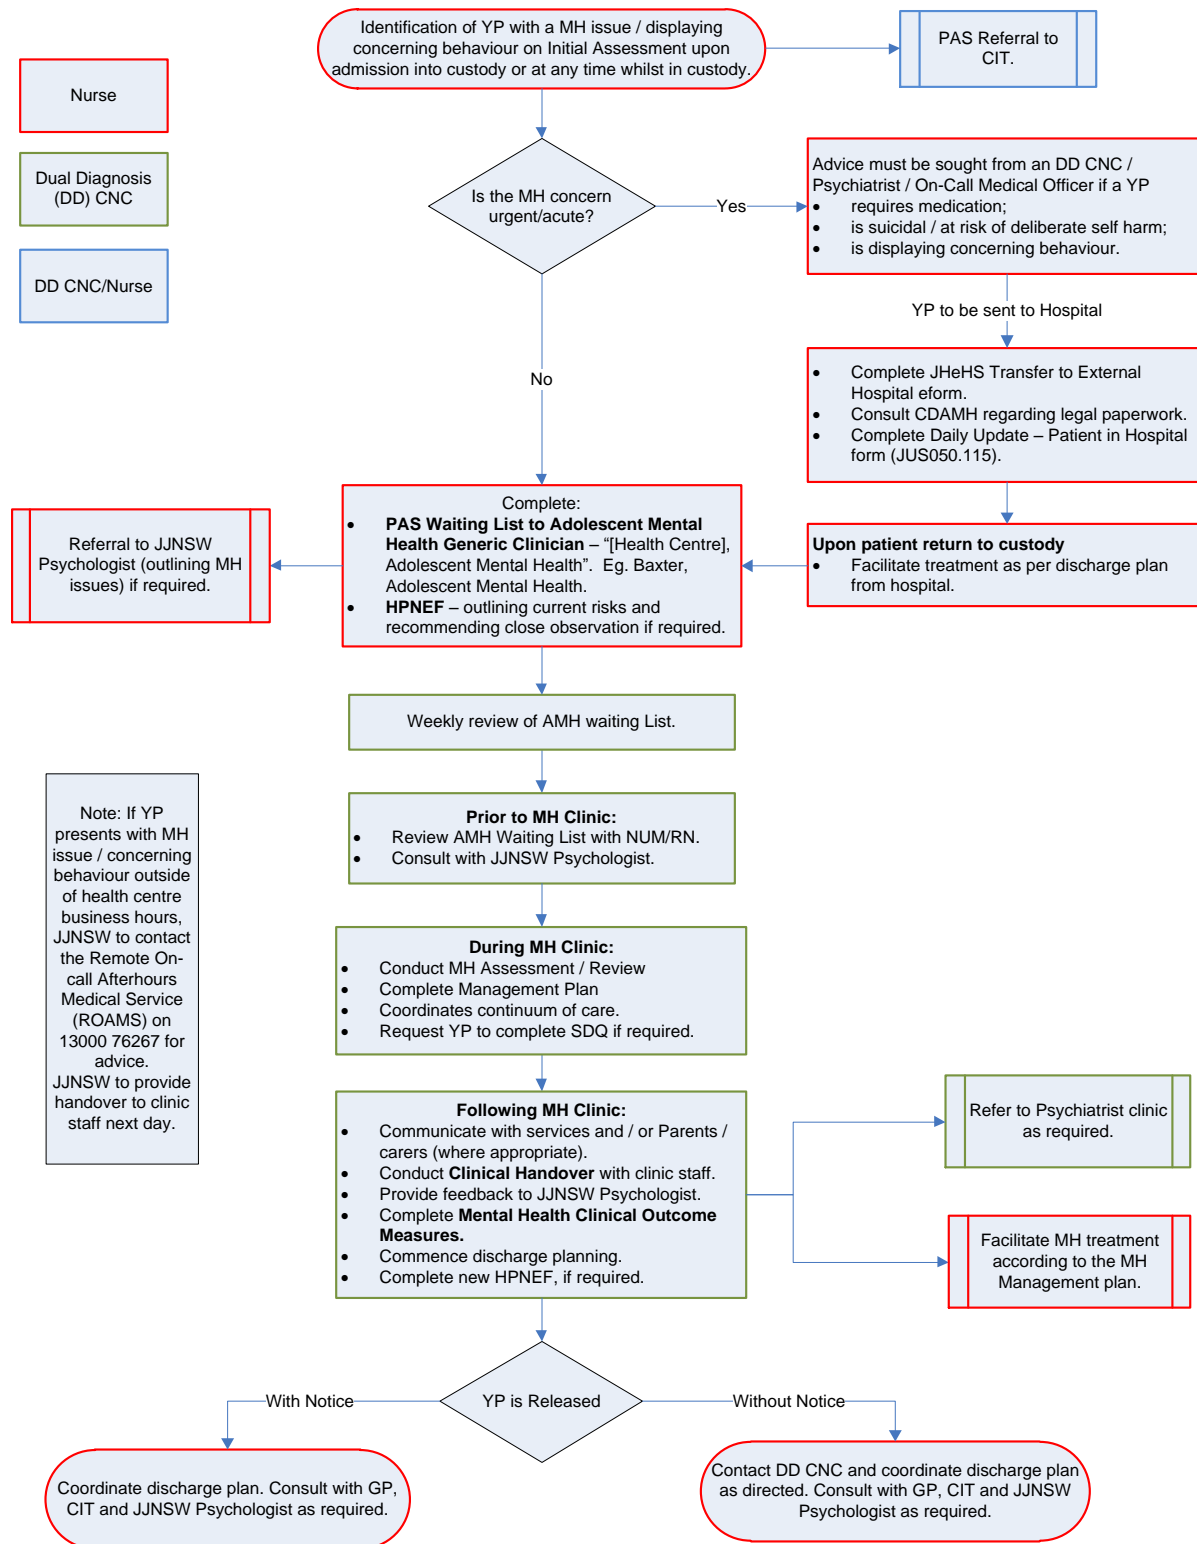 Identification of YP with a MH issue / displaying
concerning behaviour on Initial Assessment upon
admission into custody or at any time whilst in custody.
PAS Referral to
CIT.
Nurse
Dual Diagnosis
(DD) CNC
DD CNC/Nurse
Is the MH concern
urgent/acute?
Yes
Advice must be sought from an DD CNC /
Psychiatrist / On-Call Medical Officer if a YP
• requires medication;
• is suicidal / at risk of deliberate self harm;
• is displaying concerning behaviour.
YP to be sent to Hospital
No
• Complete JHeHS Transfer to External
Hospital eform.
• Consult CDAMH regarding legal paperwork.
• Complete Daily Update – Patient in Hospital
form (JUS050.115).
Upon patient return to custody
• Facilitate treatment as per discharge plan
from hospital.
Complete:
• PAS Waiting List to Adolescent Mental
Health Generic Clinician – “[Health Centre],
Adolescent Mental Health”. Eg. Baxter,
Adolescent Mental Health.
• HPNEF – outlining current risks and
recommending close observation if required.
Referral to JJNSW
Psychologist (outlining MH
issues) if required.
Weekly review of AMH waiting List.
Prior to MH Clinic:
• Review AMH Waiting List with NUM/RN.
• Consult with JJNSW Psychologist.
Note: If YP
presents with MH
issue / concerning
behaviour outside
of health centre
business hours,
JJNSW to contact
the Remote On-
call Afterhours
Medical Service
(ROAMS) on
13000 76267 for
advice.
JJNSW to provide
handover to clinic
staff next day.
During MH Clinic:
• Conduct MH Assessment / Review
• Complete Management Plan
• Coordinates continuum of care.
• Request YP to complete SDQ if required.
Following MH Clinic:
• Communicate with services and / or Parents /
carers (where appropriate).
• Conduct Clinical Handover with clinic staff.
• Provide feedback to JJNSW Psychologist.
• Complete Mental Health Clinical Outcome
Measures.
• Commence discharge planning.
• Complete new HPNEF, if required.
Refer to Psychiatrist clinic
as required.
Facilitate MH treatment
according to the MH
Management plan.
YP is Released
With Notice
Without Notice
Coordinate discharge plan. Consult with GP,
CIT and JJNSW Psychologist as required.
Contact DD CNC and coordinate discharge plan
as directed. Consult with GP, CIT and JJNSW
Psychologist as required.